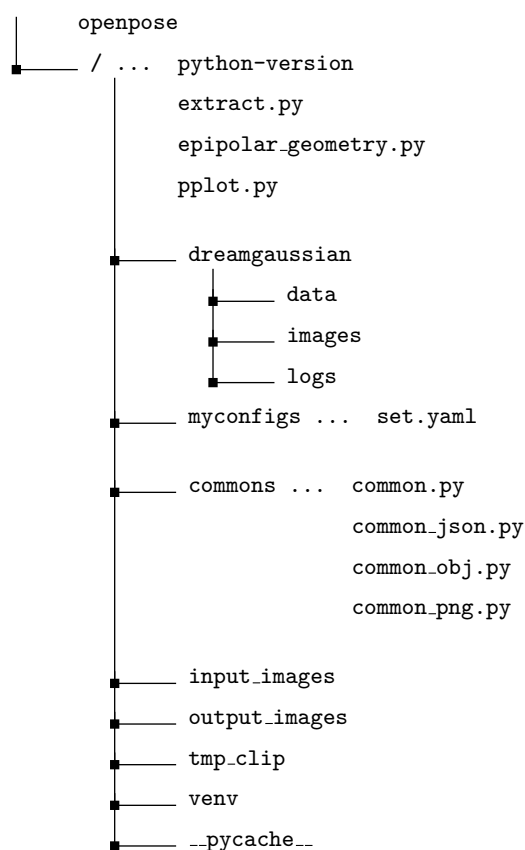 openpose
/ ... python-version
extract.py
epipolar_geometry.py
pplot.py
dreamgaussian
data
images
logs
myconfigs ... set.yaml
commons ... common.py
common_json.py
common_obj.py
common_png.py
input_images
output_images
tmp_clip
venv
__pycache__